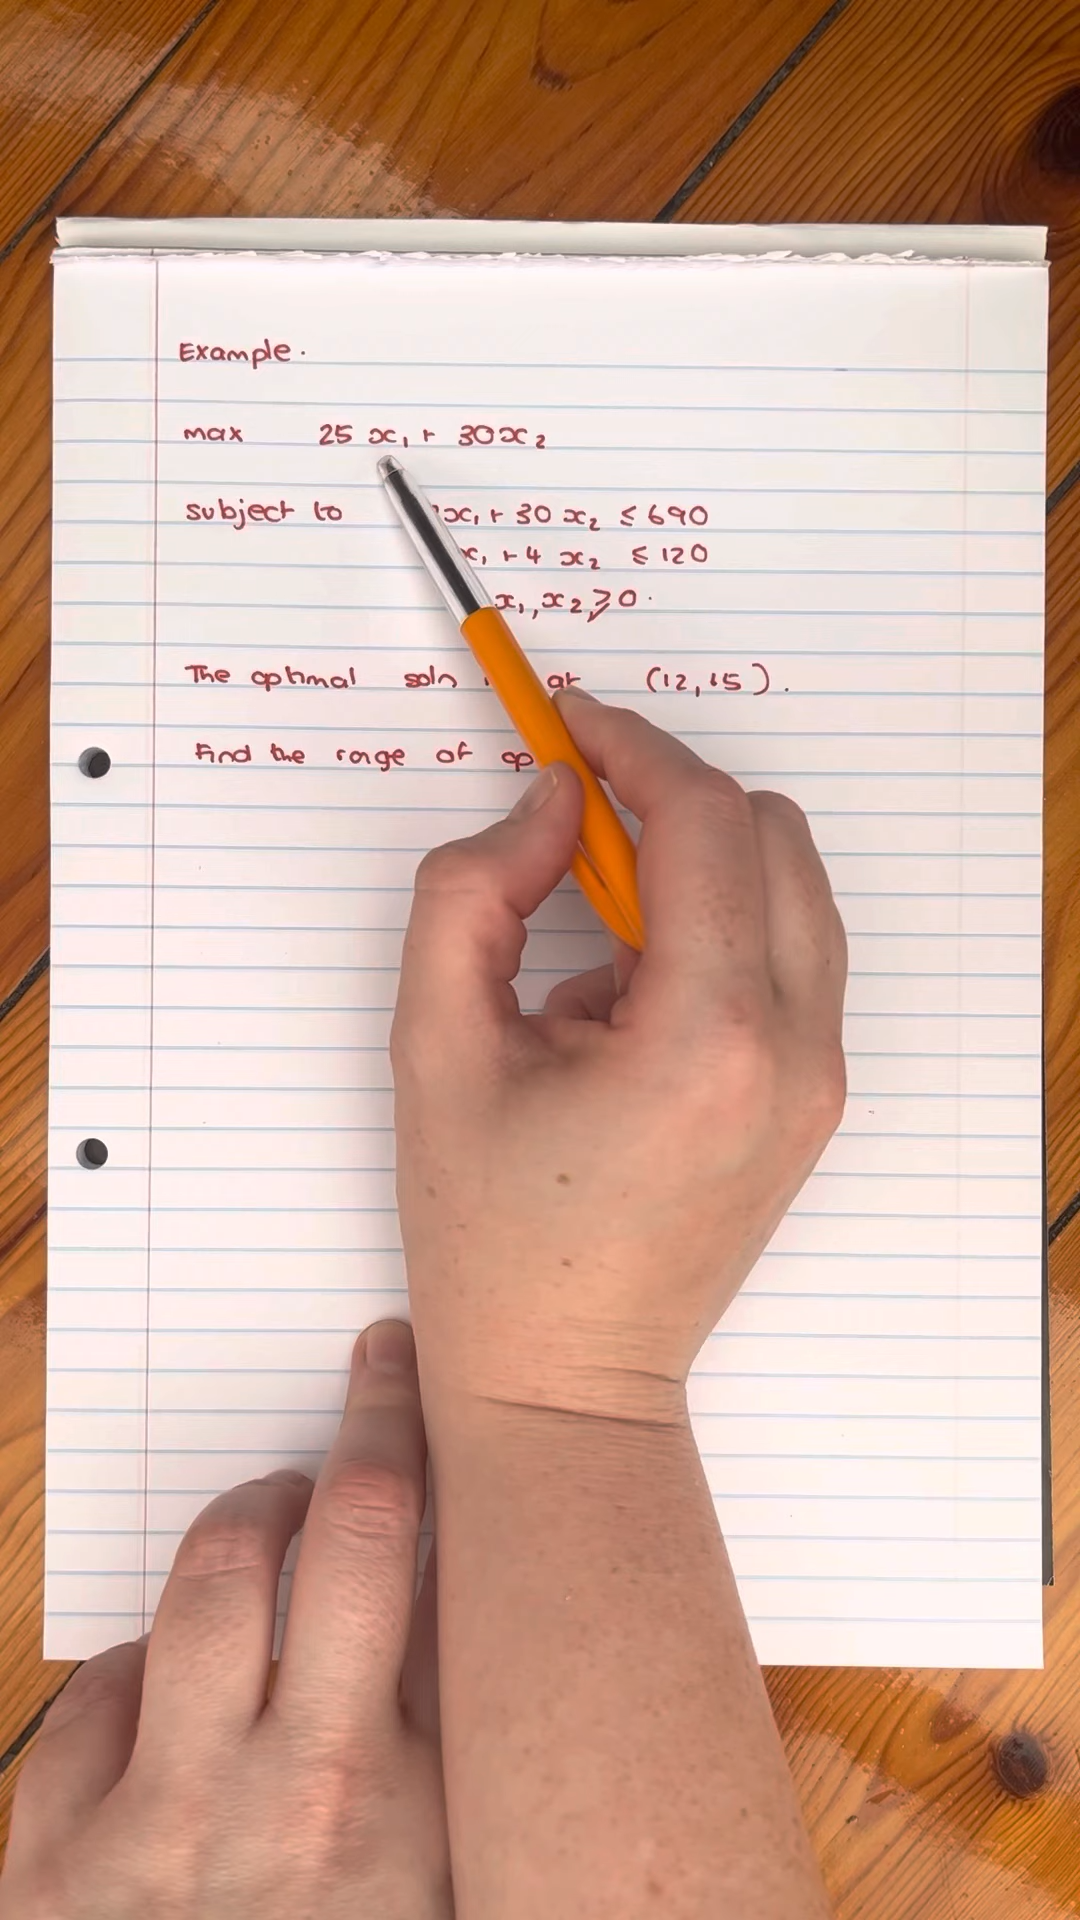 Example.
max 25 x₁ + 30x₂
subject to x₁ + 30 x₂ ≤ 690
x₁ + 4 x₂ ≤ 120
x₁, x₂ ≥ 0.
The optimal soln at (12, 15).
Find the range of op